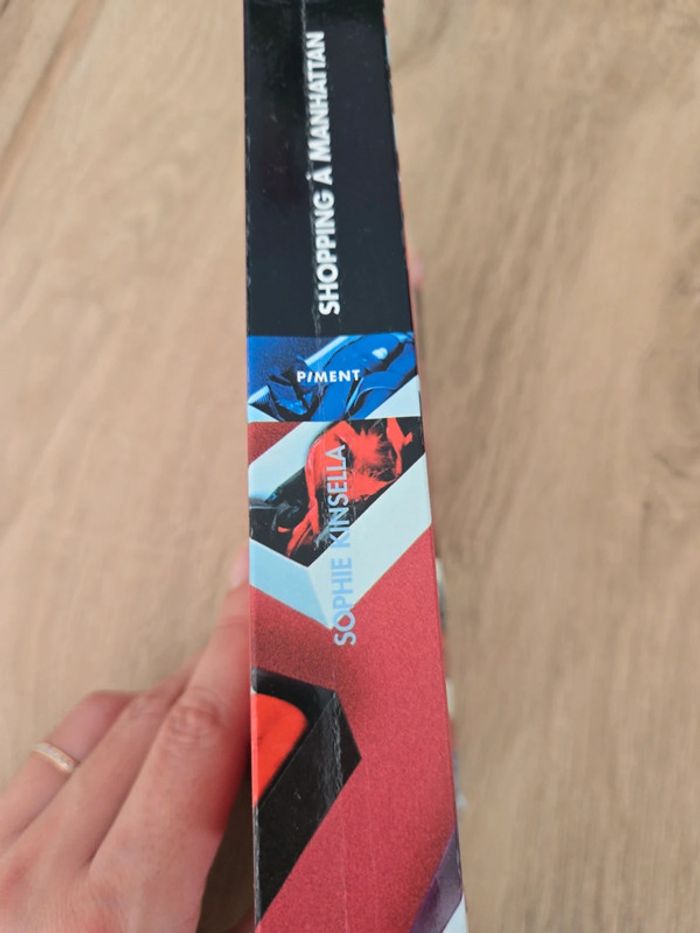 SHOPPING À MANHATTAN
PIMENT
SOPHIE KINSELLA